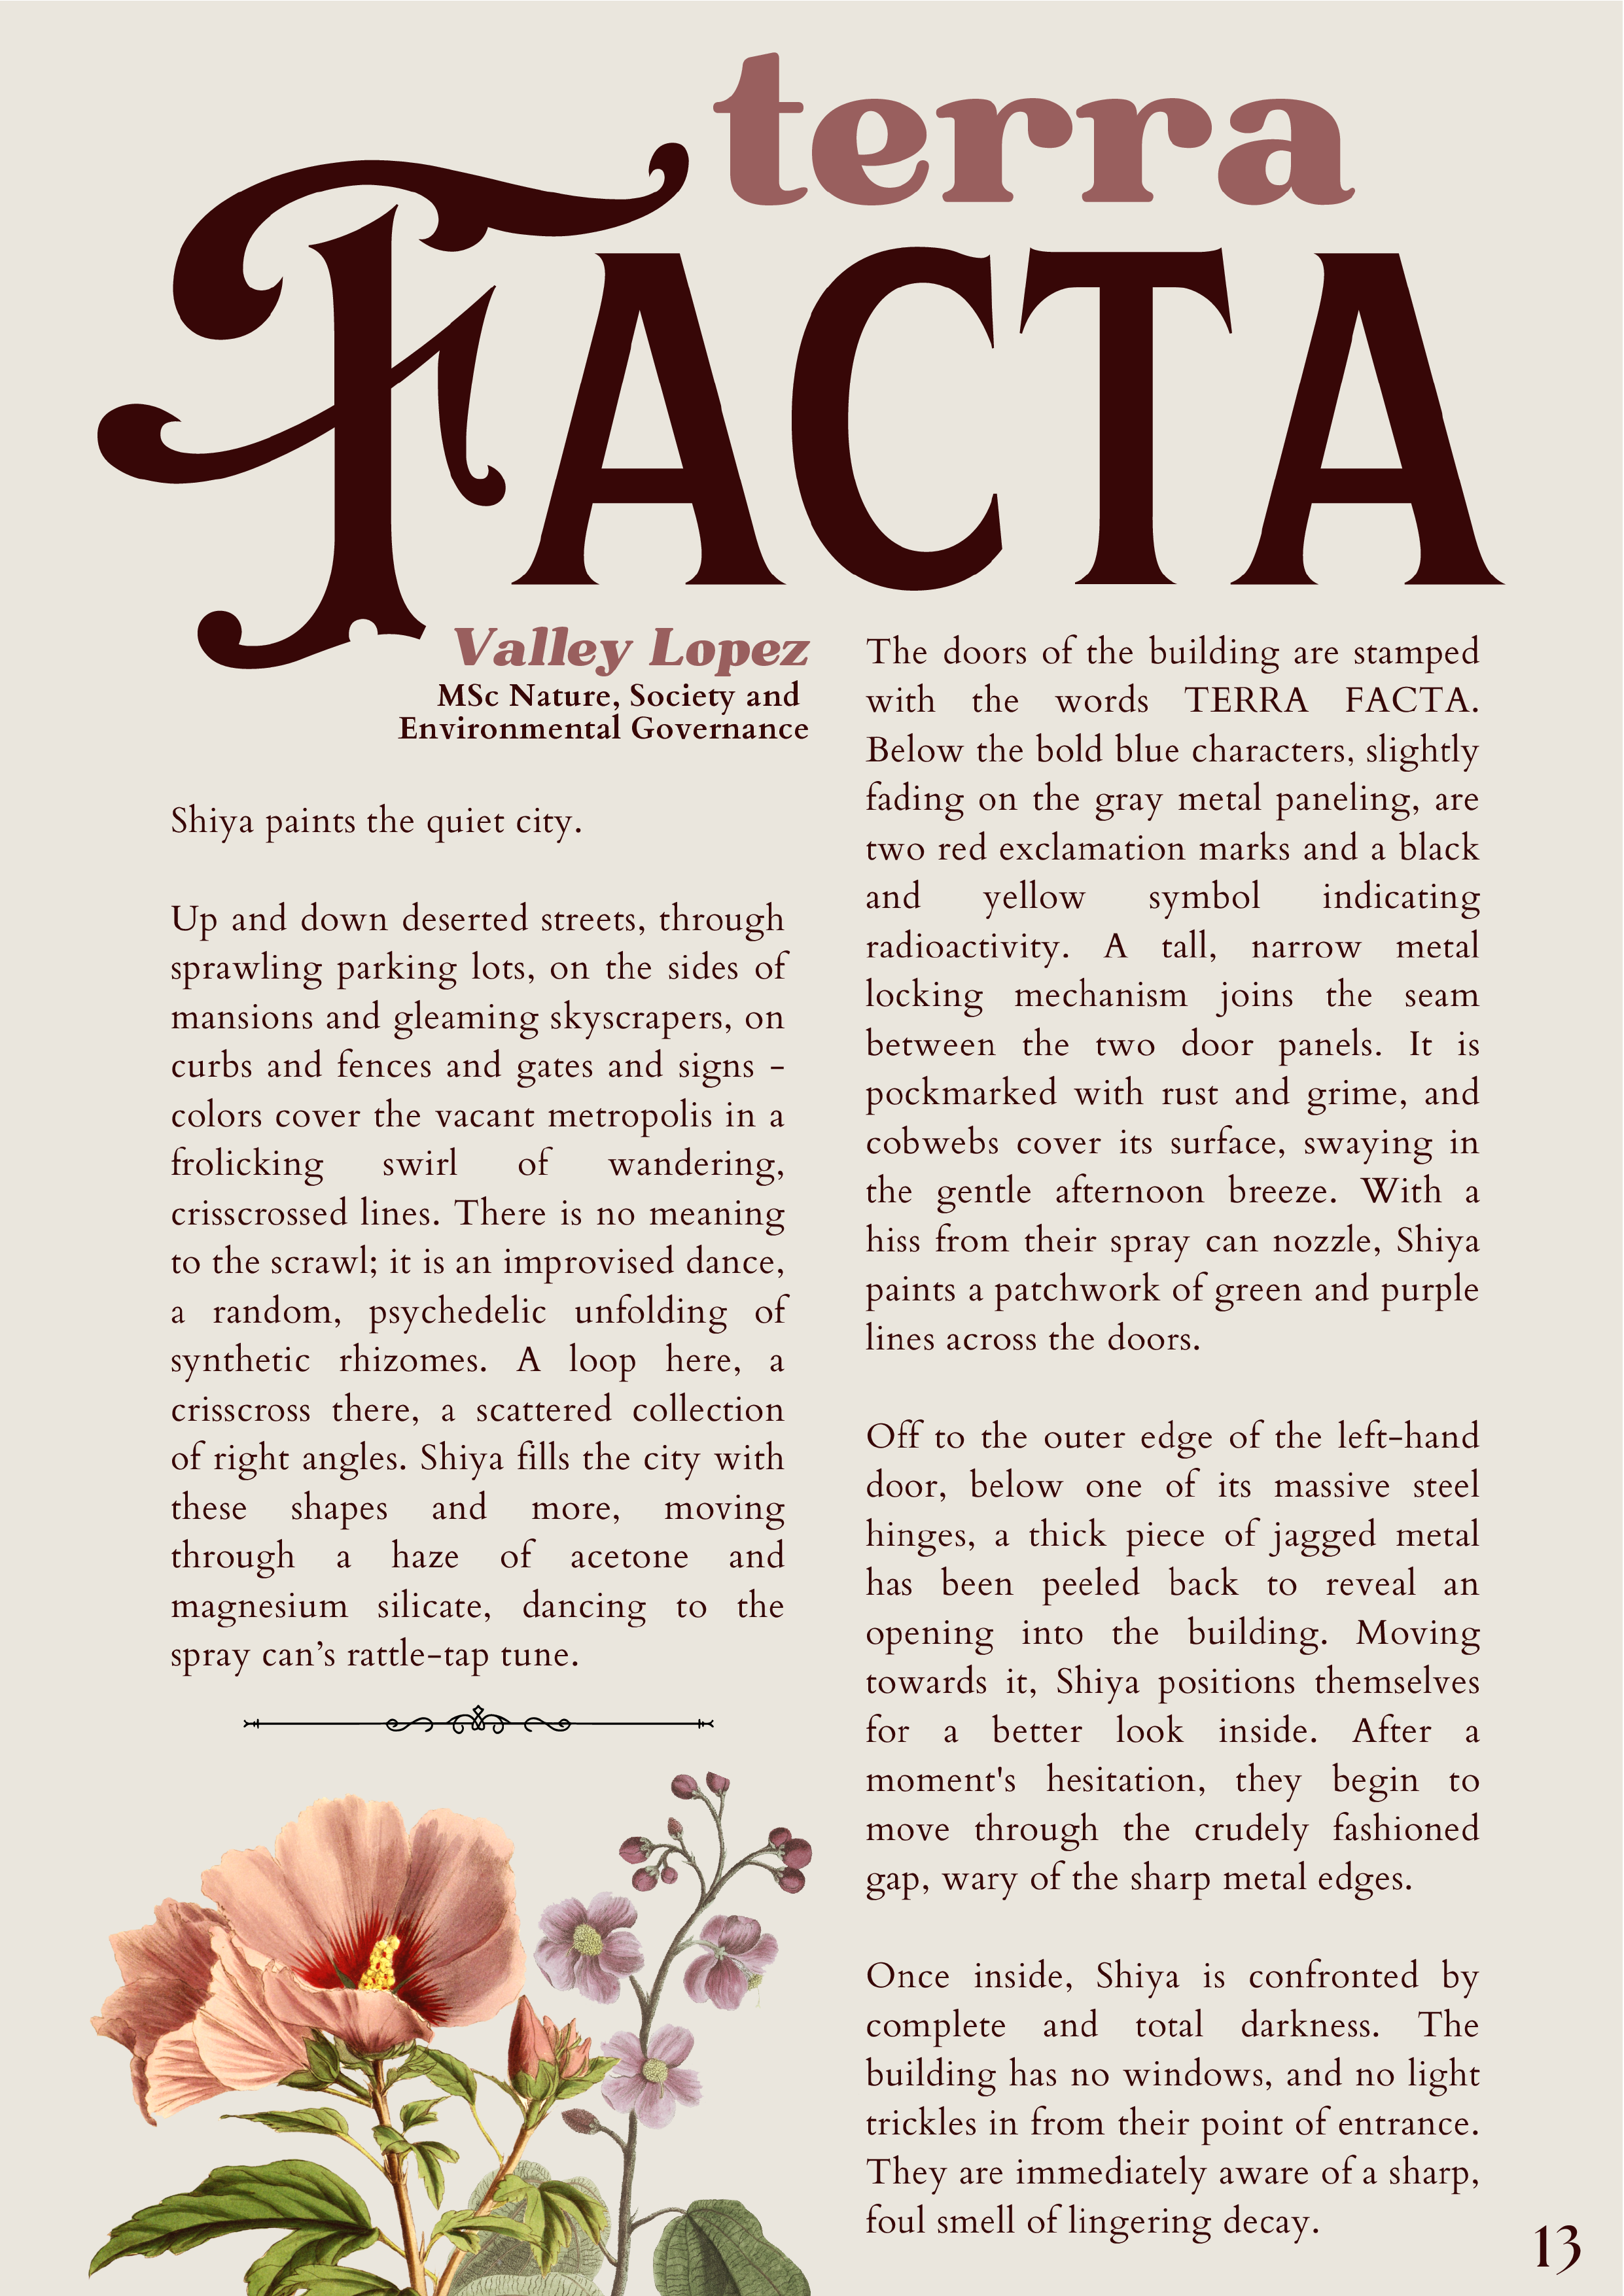 terra
FACTA
Valley Lopez
MSc Nature, Society and
Environmental Governance
Shiya paints the quiet city.
Up and down deserted streets, through
sprawling parking lots, on the sides of
mansions and gleaming skyscrapers, on
curbs and fences and gates and signs -
colors cover the vacant metropolis in a
frolicking swirl of wandering,
crisscrossed lines. There is no meaning
to the scrawl; it is an improvised dance,
a random, psychedelic unfolding of
synthetic rhizomes. A loop here, a
crisscross there, a scattered collection
of right angles. Shiya fills the city with
these shapes and more, moving
through a haze of acetone and
magnesium silicate, dancing to the
spray can’s rattle-tap tune.
The doors of the building are stamped
with the words TERRA FACTA.
Below the bold blue characters, slightly
fading on the gray metal paneling, are
two red exclamation marks and a black
and yellow symbol indicating
radioactivity. A tall, narrow metal
locking mechanism joins the seam
between the two door panels. It is
pockmarked with rust and grime, and
cobwebs cover its surface, swaying in
the gentle afternoon breeze. With a
hiss from their spray can nozzle, Shiya
paints a patchwork of green and purple
lines across the doors.
Off to the outer edge of the left-hand
door, below one of its massive steel
hinges, a thick piece of jagged metal
has been peeled back to reveal an
opening into the building. Moving
towards it, Shiya positions themselves
for a better look inside. After a
moment's hesitation, they begin to
move through the crudely fashioned
gap, wary of the sharp metal edges.
Once inside, Shiya is confronted by
complete and total darkness. The
building has no windows, and no light
trickles in from their point of entrance.
They are immediately aware of a sharp,
foul smell of lingering decay.
13